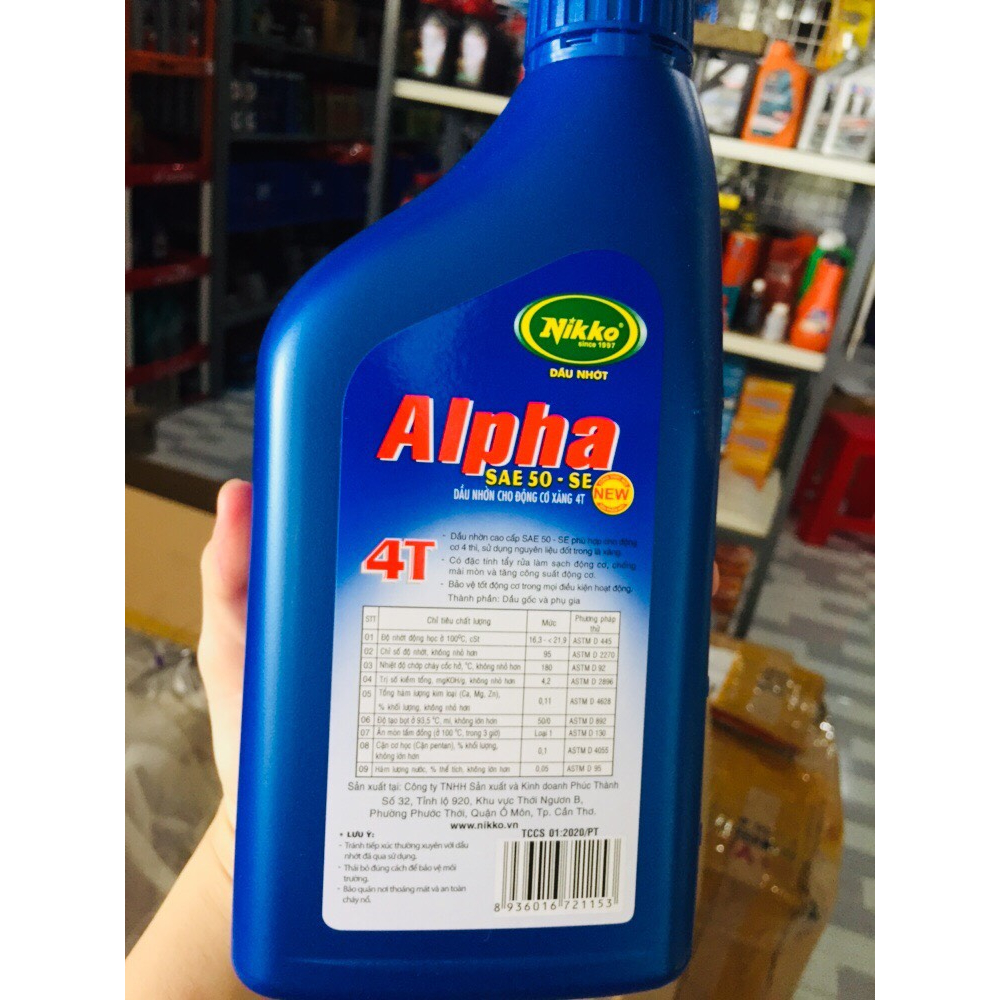 Nikko®
since 1997
DẦU NHỚT
Alpha
SAE 50 - SE
DẦU NHỜN CHO ĐỘNG CƠ XĂNG 4T
NEW
4T
- Dầu nhờn cao cấp SAE 50 - SE phù hợp cho động
cơ 4 thì, sử dụng nguyên liệu đốt trong là xăng.
- Có đặc tính tẩy rửa làm sạch động cơ, chống
mài mòn và tăng công suất động cơ.
- Bảo vệ tốt động cơ trong mọi điều kiện hoạt động.
Thành phần: Dầu gốc và phụ gia
STT Chỉ tiêu chất lượng Mức Phương pháp thử
01 Độ nhớt động học ở 100°C, cSt 16,3 - < 21,9 ASTM D 445
02 Chỉ số độ nhớt, không nhỏ hơn 95 ASTM D 2270
03 Nhiệt độ chớp cháy cốc hở, °C, không nhỏ hơn 180 ASTM D 92
04 Trị số kiềm tổng, mgKOH/g, không nhỏ hơn 4,2 ASTM D 2896
05 Tổng hàm lượng kim loại (Ca, Mg, Zn),
% khối lượng, không nhỏ hơn 0,11 ASTM D 4628
06 Độ tạo bọt ở 93,5 °C, ml, không lớn hơn 50/0 ASTM D 892
07 Ăn mòn tấm đồng (ở 100 °C, trong 3 giờ) Loại 1 ASTM D 130
08 Cặn cơ học (Cặn pentan), % khối lượng,
không lớn hơn 0,1 ASTM D 4055
09 Hàm lượng nước, % thể tích, không lớn hơn 0,05 ASTM D 95
Sản xuất tại: Công ty TNHH Sản xuất và Kinh doanh Phúc Thành
Số 32, Tỉnh lộ 920, Khu vực Thới Ngươn B,
Phường Phước Thới, Quận Ô Môn, Tp. Cần Thơ.
www.nikko.vn
TCCS 01:2020/PT
* LƯU Ý:
- Tránh tiếp xúc thường xuyên với dầu
nhớt đã qua sử dụng.
- Thải bỏ đúng cách để bảo vệ môi
trường.
- Bảo quản nơi thoáng mát và an toàn
cháy nổ.
8 936016 721153